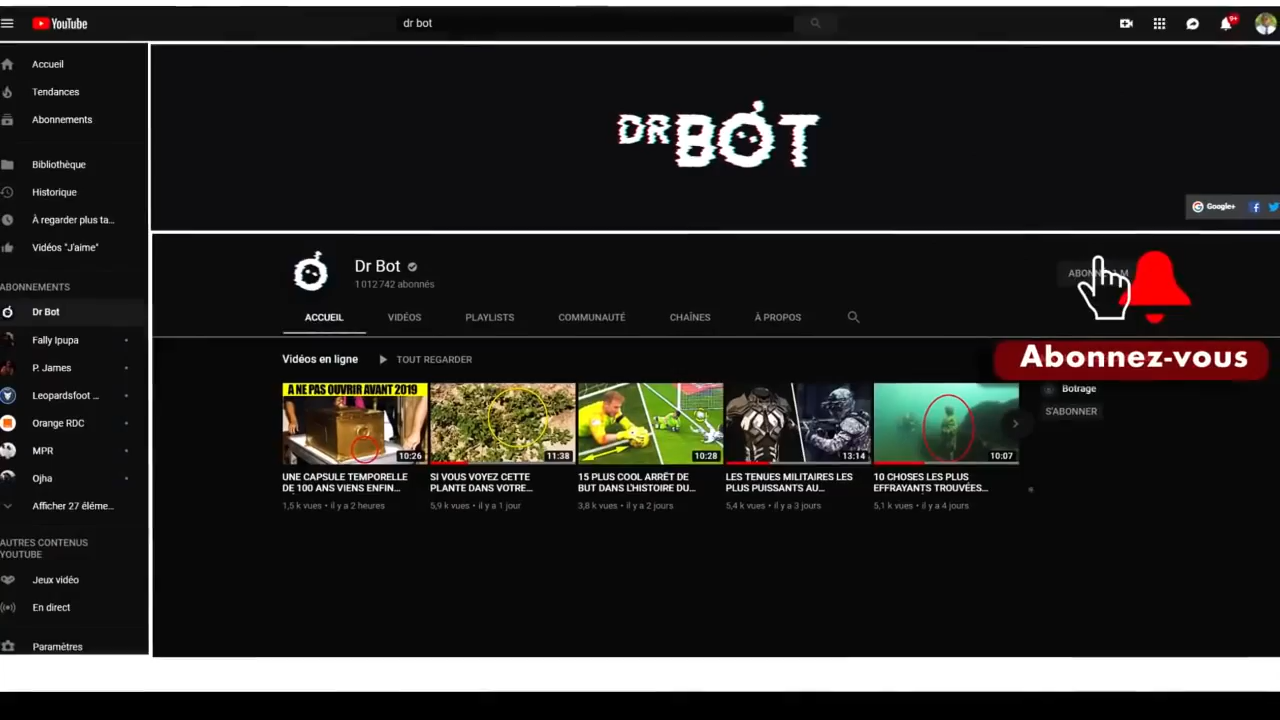 YouTube
dr bot
9+
Accueil
Tendances
Abonnements
Bibliothèque
Historique
À regarder plus ta...
Vidéos "J'aime"
ABONNEMENTS
Dr Bot
Fally Ipupa
P. James
Leopardsfoot ...
Orange RDC
MPR
Ojha
Afficher 27 éléme...
AUTRES CONTENUS
YOUTUBE
Jeux vidéo
En direct
Paramètres
DR BOT
Google+
Dr Bot
1 012 742 abonnés
ABONN
M
Abonnez-vous
ACCUEIL VIDÉOS PLAYLISTS COMMUNAUTÉ CHAÎNES À PROPOS
Vidéos en ligne TOUT REGARDER
Botrage
S'ABONNER
A NE PAS OUVRIR AVANT 2019
10:26
UNE CAPSULE TEMPORELLE
DE 100 ANS VIENS ENFIN...
1,5 k vues • il y a 2 heures
11:38
SI VOUS VOYEZ CETTE
PLANTE DANS VOTRE...
5,9 k vues • il y a 1 jour
10:28
15 PLUS COOL ARRÊT DE
BUT DANS L'HISTOIRE DU...
3,8 k vues • il y a 2 jours
13:14
LES TENUES MILITAIRES LES
PLUS PUISSANTS AU...
5,4 k vues • il y a 3 jours
10:07
10 CHOSES LES PLUS
EFFRAYANTS TROUVÉES...
5,1 k vues • il y a 4 jours